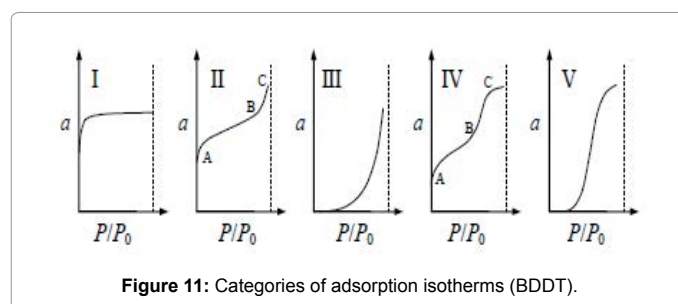 I II III IV V
C C
B B
a a a a a
A A
P/P₀ P/P₀ P/P₀ P/P₀ P/P₀
Figure 11: Categories of adsorption isotherms (BDDT).